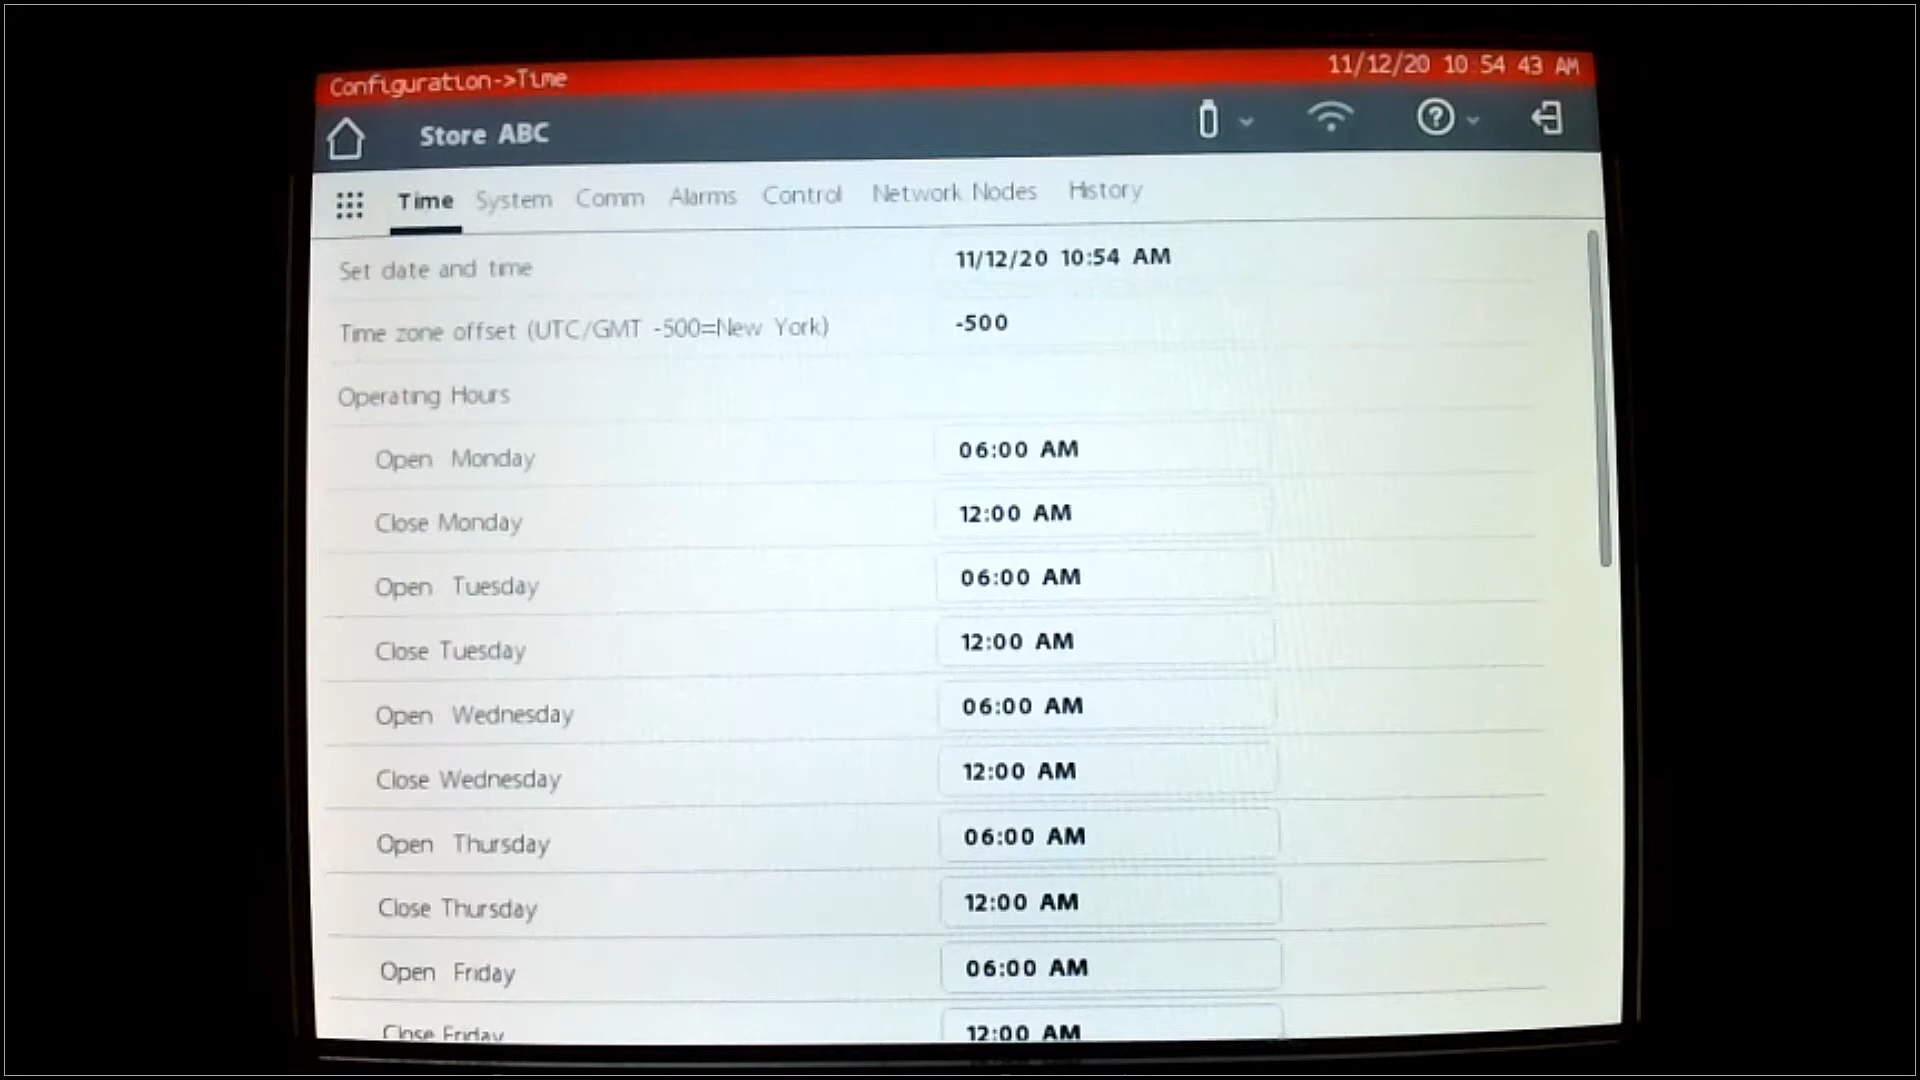 Configuration->Time 11/12/20 10 54 43 AM
Store ABC
Time System Comm Alarms Control Network Nodes History
Set date and time 11/12/20 10:54 AM
Time zone offset (UTC/GMT -500=New York) -500
Operating Hours
Open Monday 06:00 AM
Close Monday 12:00 AM
Open Tuesday 06:00 AM
Close Tuesday 12:00 AM
Open Wednesday 06:00 AM
Close Wednesday 12:00 AM
Open Thursday 06:00 AM
Close Thursday 12:00 AM
Open Friday 06:00 AM
Close Friday 12:00 AM